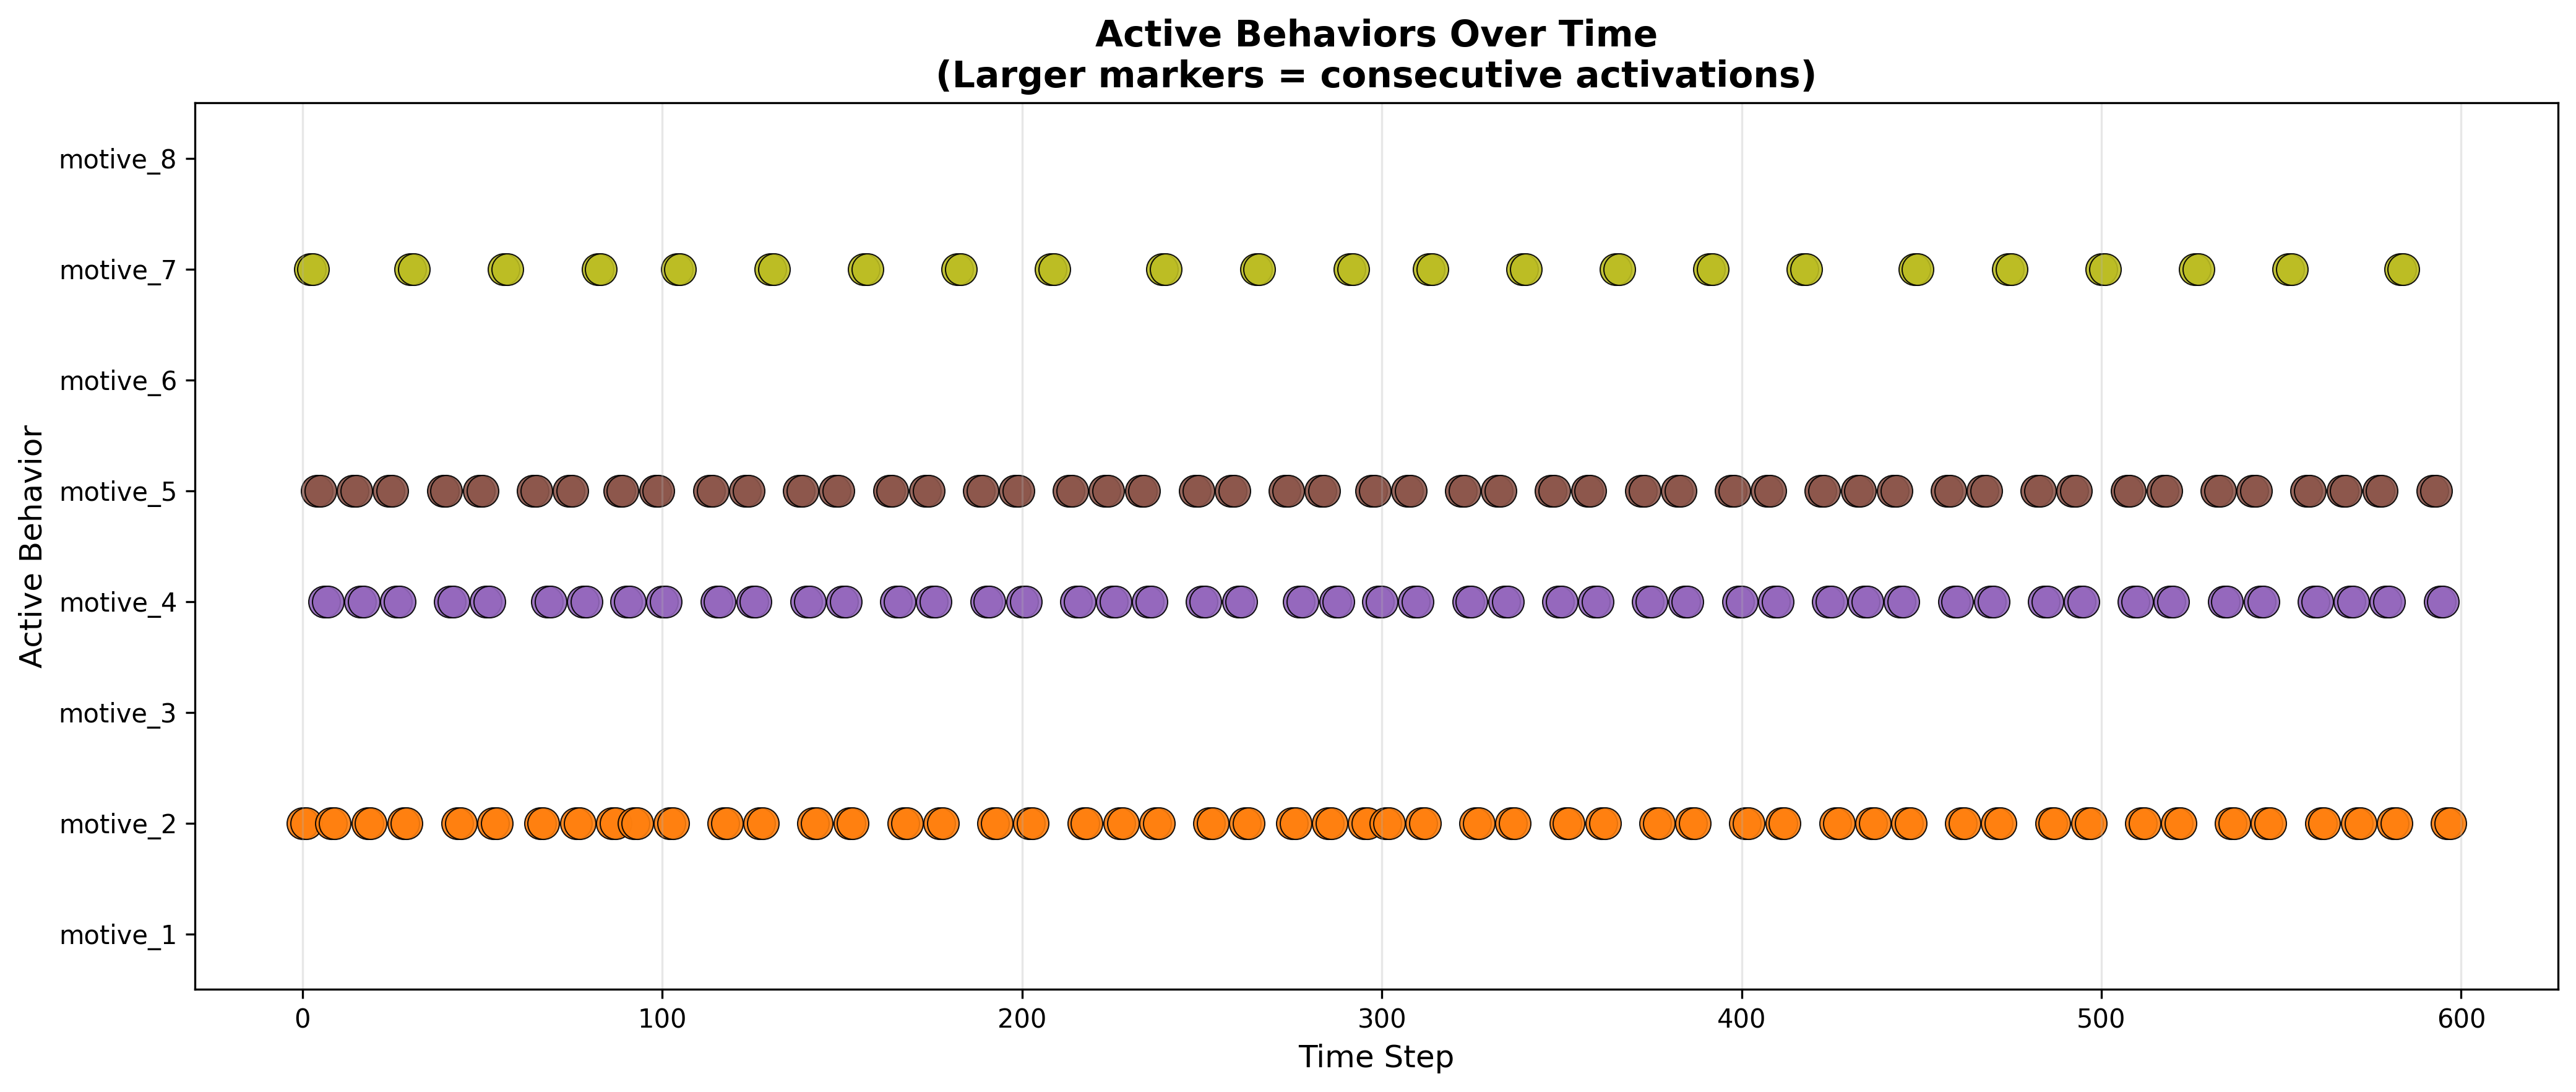 Active Behaviors Over Time
(Larger markers = consecutive activations)
Active Behavior
motive_8
motive_7
motive_6
motive_5
motive_4
motive_3
motive_2
motive_1
0 100 200 300 400 500 600
Time Step